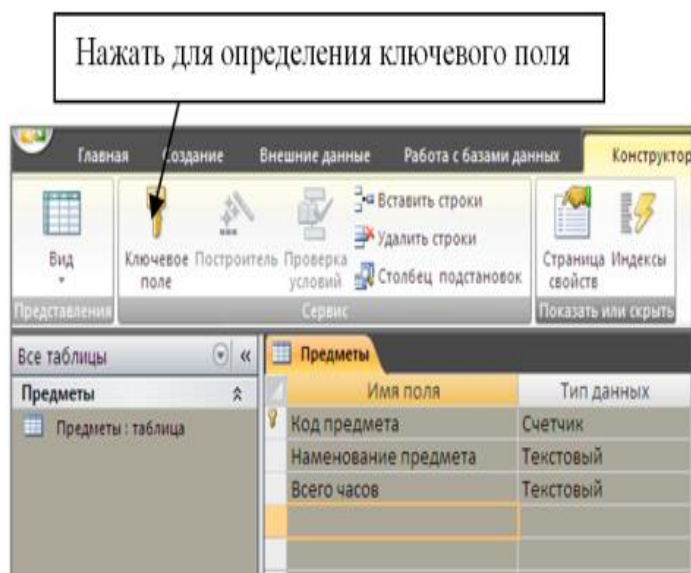 Нажать для определения ключевого поля
Главная Создание Внешние данные Работа с базами данных Конструктор
Вид
Ключевое поле
Построитель
Проверка условий
Вставить строки
Удалить строки
Столбец подстановок
Страница свойств
Индексы
Представления
Сервис
Показать или скрыть
Все таблицы
Предметы
Предметы : таблица
Предметы
Имя поля Тип данных
Код предмета Счетчик
Наменование предмета Текстовый
Всего часов Текстовый